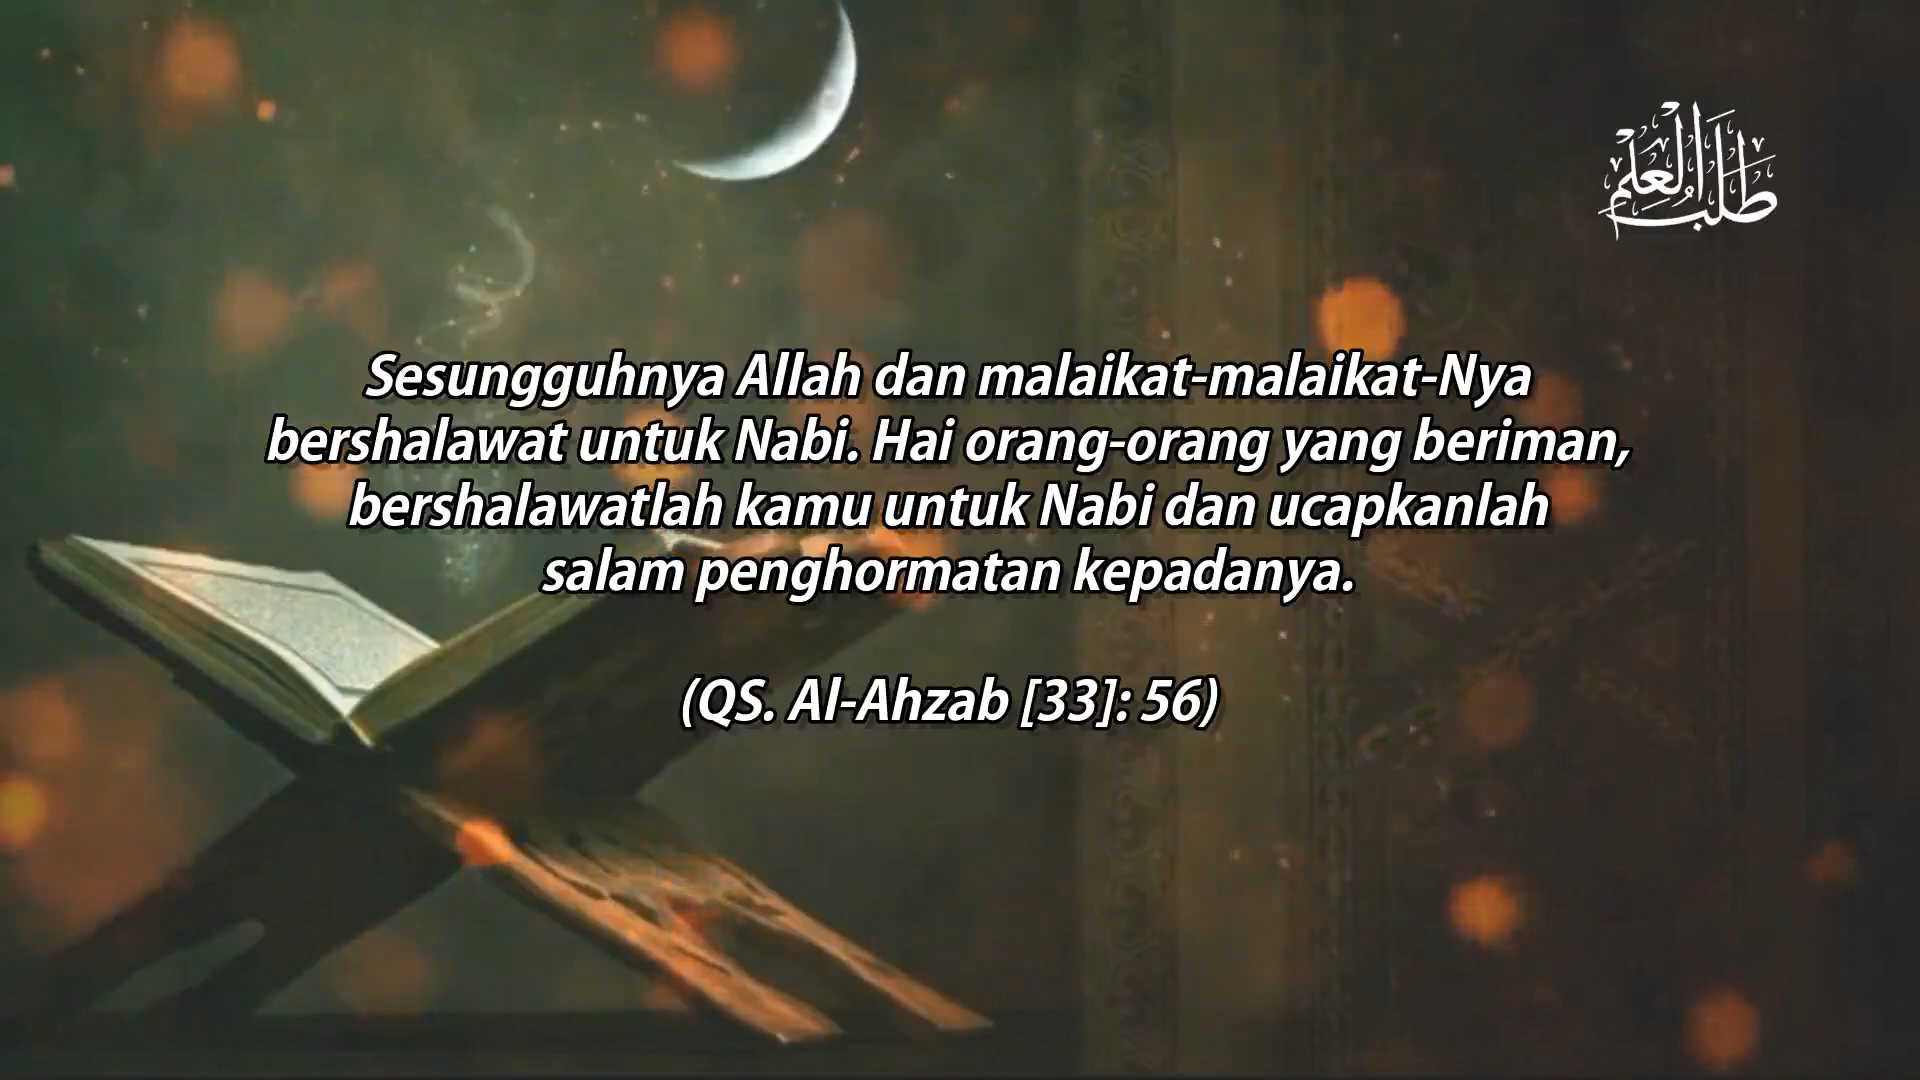 طَلَبُ الْعِلْمِ
Sesungguhnya Allah dan malaikat-malaikat-Nya
bershalawat untuk Nabi. Hai orang-orang yang beriman,
bershalawatlah kamu untuk Nabi dan ucapkanlah
salam penghormatan kepadanya.
(QS. Al-Ahzab [33]: 56)